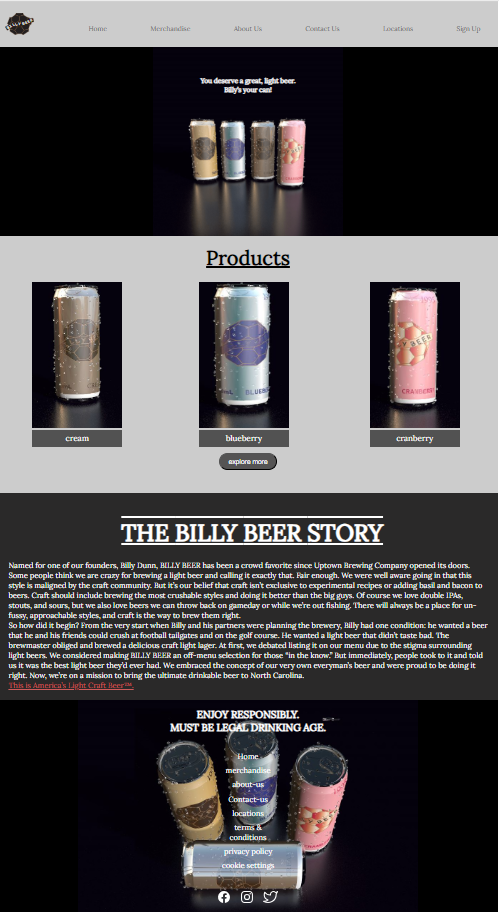 BILLY BEER
Home Merchandise About Us Contact Us Locations Sign Up
You deserve a great, light beer.
Billy's your can!
Products
BLUEB
BEER
CRANBERRY
cream blueberry cranberry
explore more
THE BILLY BEER STORY
Named for one of our founders, Billy Dunn, BILLY BEER has been a crowd favorite since Uptown Brewing Company opened its doors.
Some people think we are crazy for brewing a light beer and calling it exactly that. Fair enough. We were well aware going in that this
style is maligned by the craft community. But it's our belief that craft isn't exclusive to experimental recipes or adding basil and bacon to
beers. Craft should include brewing the most crushable styles and doing it better than the big guys. Of course we love double IPAs,
stouts, and sours, but we also love beers we can throw back on gameday or while we're out fishing. There will always be a place for un-
fussy, approachable styles, and craft is the way to brew them right.
So how did it begin? From the very start when Billy and his partners were planning the brewery, Billy had one condition: he wanted a beer
that he and his friends could crush at football tailgates and on the golf course. He wanted a light beer that didn't taste bad. The
brewmaster obliged and brewed a delicious craft light lager. At first, we debated listing it on our menu due to the stigma surrounding
light beers. We considered making BILLY BEER an off-menu selection for those "in the know." But immediately, people took to it and told
us it was the best light beer they'd ever had. We embraced the concept of our very own everyman's beer and were proud to be doing it
right. Now, we're on a mission to bring the ultimate drinkable beer to North Carolina.
This is America's Light Craft Beer℠.
ENJOY RESPONSIBLY.
MUST BE LEGAL DRINKING AGE.
Home
merchandise
about-us
Contact-us
locations
terms &
conditions
privacy policy
cookie settings